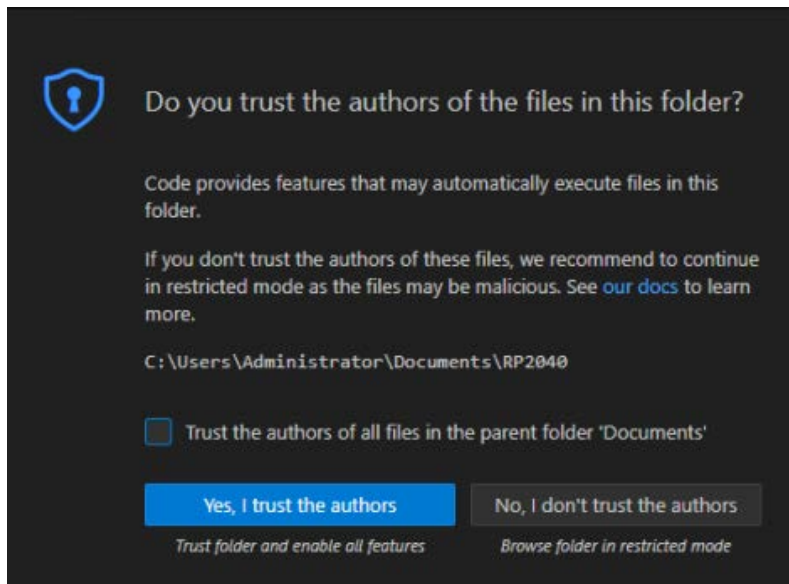 Do you trust the authors of the files in this folder?
Code provides features that may automatically execute files in this
folder.
If you don't trust the authors of these files, we recommend to continue
in restricted mode as the files may be malicious. See our docs to learn
more.
C:\Users\Administrator\Documents\RP2040
Trust the authors of all files in the parent folder 'Documents'
Yes, I trust the authors
No, I don't trust the authors
Trust folder and enable all features
Browse folder in restricted mode